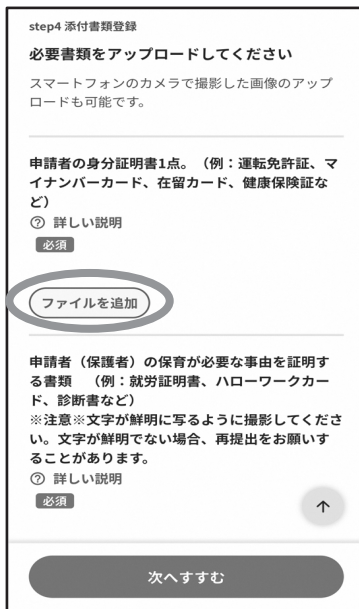 step4 添付書類登録
必要書類をアップロードしてください
スマートフォンのカメラで撮影した画像のアップ
ロードも可能です。
申請者の身分証明書1点。（例：運転免許証、マ
イナンバーカード、在留カード、健康保険証な
ど）
? 詳しい説明
必須
ファイルを追加
申請者（保護者）の保育が必要な事由を証明す
る書類　（例：就労証明書、ハローワークカー
ド、診断書など）
※注意※文字が鮮明に写るように撮影してくださ
い。文字が鮮明でない場合、再提出をお願いす
ることがあります。
? 詳しい説明
必須
次へすすむ